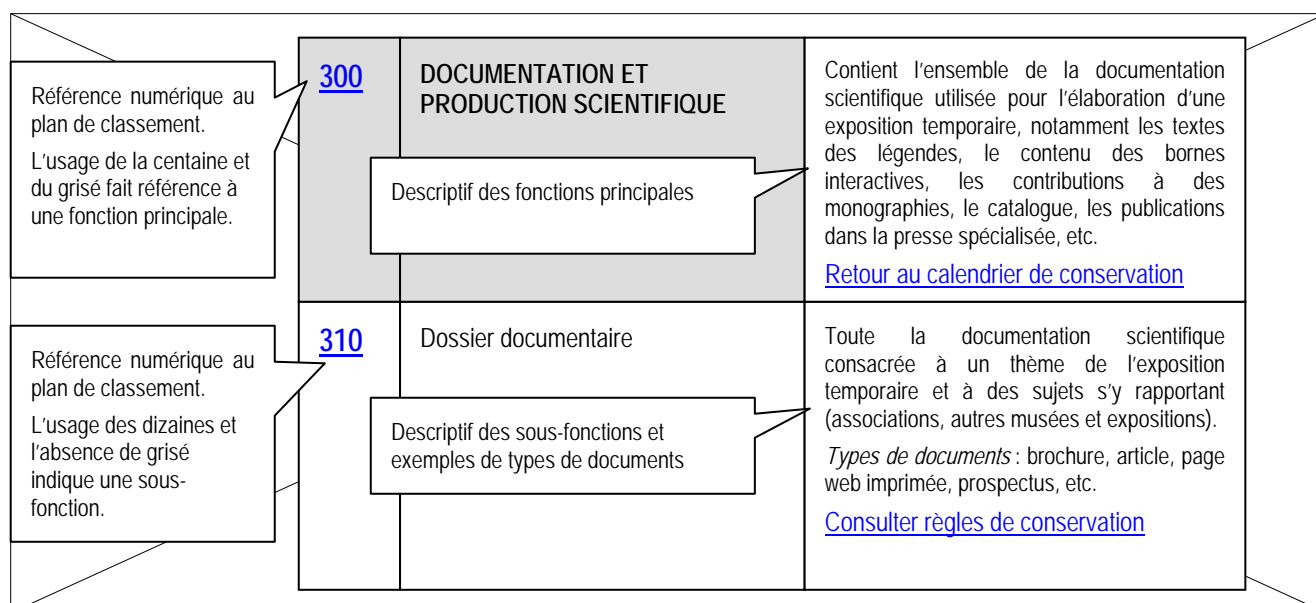 Référence numérique au
plan de classement.
L'usage de la centaine et
du grisé fait référence à
une fonction principale.
300
DOCUMENTATION ET
PRODUCTION SCIENTIFIQUE
Descriptif des fonctions principales
Contient l'ensemble de la documentation
scientifique utilisée pour l'élaboration d'une
exposition temporaire, notamment les textes
des légendes, le contenu des bornes
interactives, les contributions à des
monographies, le catalogue, les publications
dans la presse spécialisée, etc.
Retour au calendrier de conservation
Référence numérique au
plan de classement.
L'usage des dizaines et
l'absence de grisé
indique une sous-
fonction.
310
Dossier documentaire
Descriptif des sous-fonctions et
exemples de types de documents
Toute la documentation scientifique
consacrée à un thème de l'exposition
temporaire et à des sujets s'y rapportant
(associations, autres musées et expositions).
Types de documents : brochure, article, page
web imprimée, prospectus, etc.
Consulter règles de conservation